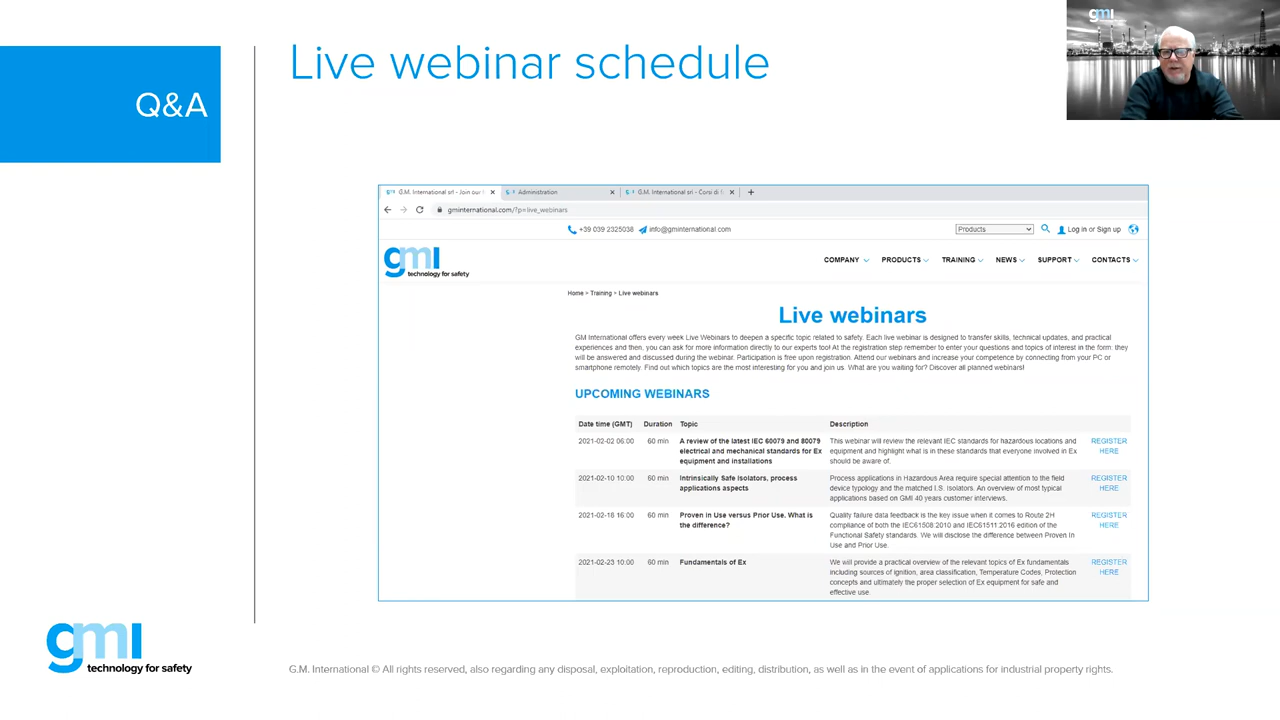 Live webinar schedule
Q&A
gmi
G.M. International srl - Join our
Administration
G.M. International srl - Corsi di
gminternational.com/?p=live_webinars
+39 039 2325038
info@gminternational.com
Products
Log in or Sign up
gmi
technology for safety
COMPANY
PRODUCTS
TRAINING
NEWS
SUPPORT
CONTACTS
Home > Training > Live webinars
Live webinars
GM International offers every week Live Webinars to deepen a specific topic related to safety. Each live webinar is designed to transfer skills, technical updates, and practical
experiences and then, you can ask for more information directly to our experts too! At the registration step remember to enter your questions and topics of interest in the form: they
will be answered and discussed during the webinar. Participation is free upon registration. Attend our webinars and increase your competence by connecting from your PC or
smartphone remotely. Find out which topics are the most interesting for you and join us. What are you waiting for? Discover all planned webinars!
UPCOMING WEBINARS
Date time (GMT) Duration Topic Description
2021-02-02 06:00 60 min A review of the latest IEC 60079 and 80079 This webinar will review the relevant IEC standards for hazardous locations and REGISTER
electrical and mechanical standards for Ex equipment and highlight what is in these standards that everyone involved in Ex HERE
equipment and installations should be aware of.
2021-02-10 10:00 60 min Intrinsically Safe Isolators, process Process applications in Hazardous Area require special attention to the field REGISTER
applications aspects device typology and the matched I.S. Isolators. An overview of most typical HERE
applications based on GMI 40 years customer interviews.
2021-02-18 16:00 60 min Proven in Use versus Prior Use. What is Quality failure data feedback is the key issue when it comes to Route 2H REGISTER
the difference? compliance of both the IEC61508:2010 and IEC61511:2016 edition of the HERE
Functional Safety standards. We will disclose the difference between Proven In
Use and Prior Use.
2021-02-23 10:00 60 min Fundamentals of Ex We will provide a practical overview of the relevant topics of Ex fundamentals REGISTER
including sources of ignition, area classification, Temperature Codes, Protection HERE
concepts and ultimately the proper selection of Ex equipment for safe and
effective use
gmi
technology for safety
G.M. International © All rights reserved, also regarding any disposal, exploitation, reproduction, editing, distribution, as well as in the event of applications for industrial property rights.